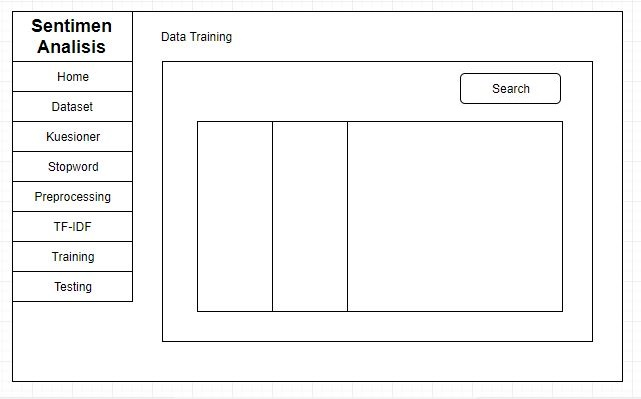 Sentimen
Analisis
Home
Dataset
Kuesioner
Stopword
Preprocessing
TF-IDF
Training
Testing
Data Training
Search